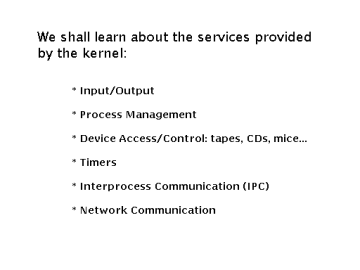 We shall learn about the services provided
by the kernel:
* Input/Output
* Process Management
* Device Access/Control: tapes, CDs, mice...
* Timers
* Interprocess Communication (IPC)
* Network Communication